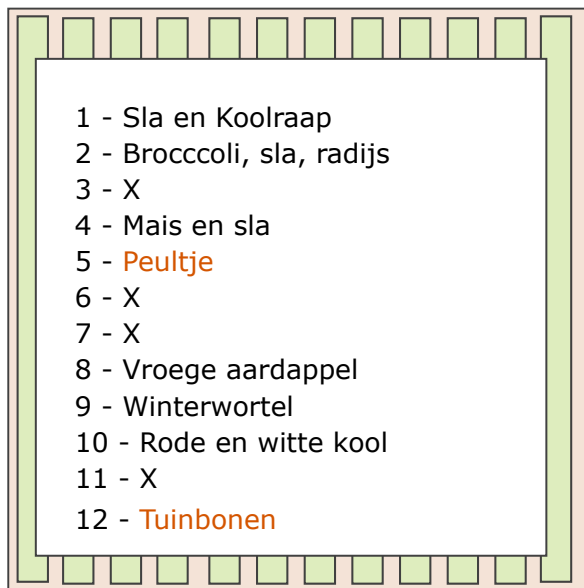 1 - Sla en Koolraap
2 - Brocccoli, sla, radijs
3 - X
4 - Mais en sla
5 - Peultje
6 - X
7 - X
8 - Vroege aardappel
9 - Winterwortel
10 - Rode en witte kool
11 - X
12 - Tuinbonen